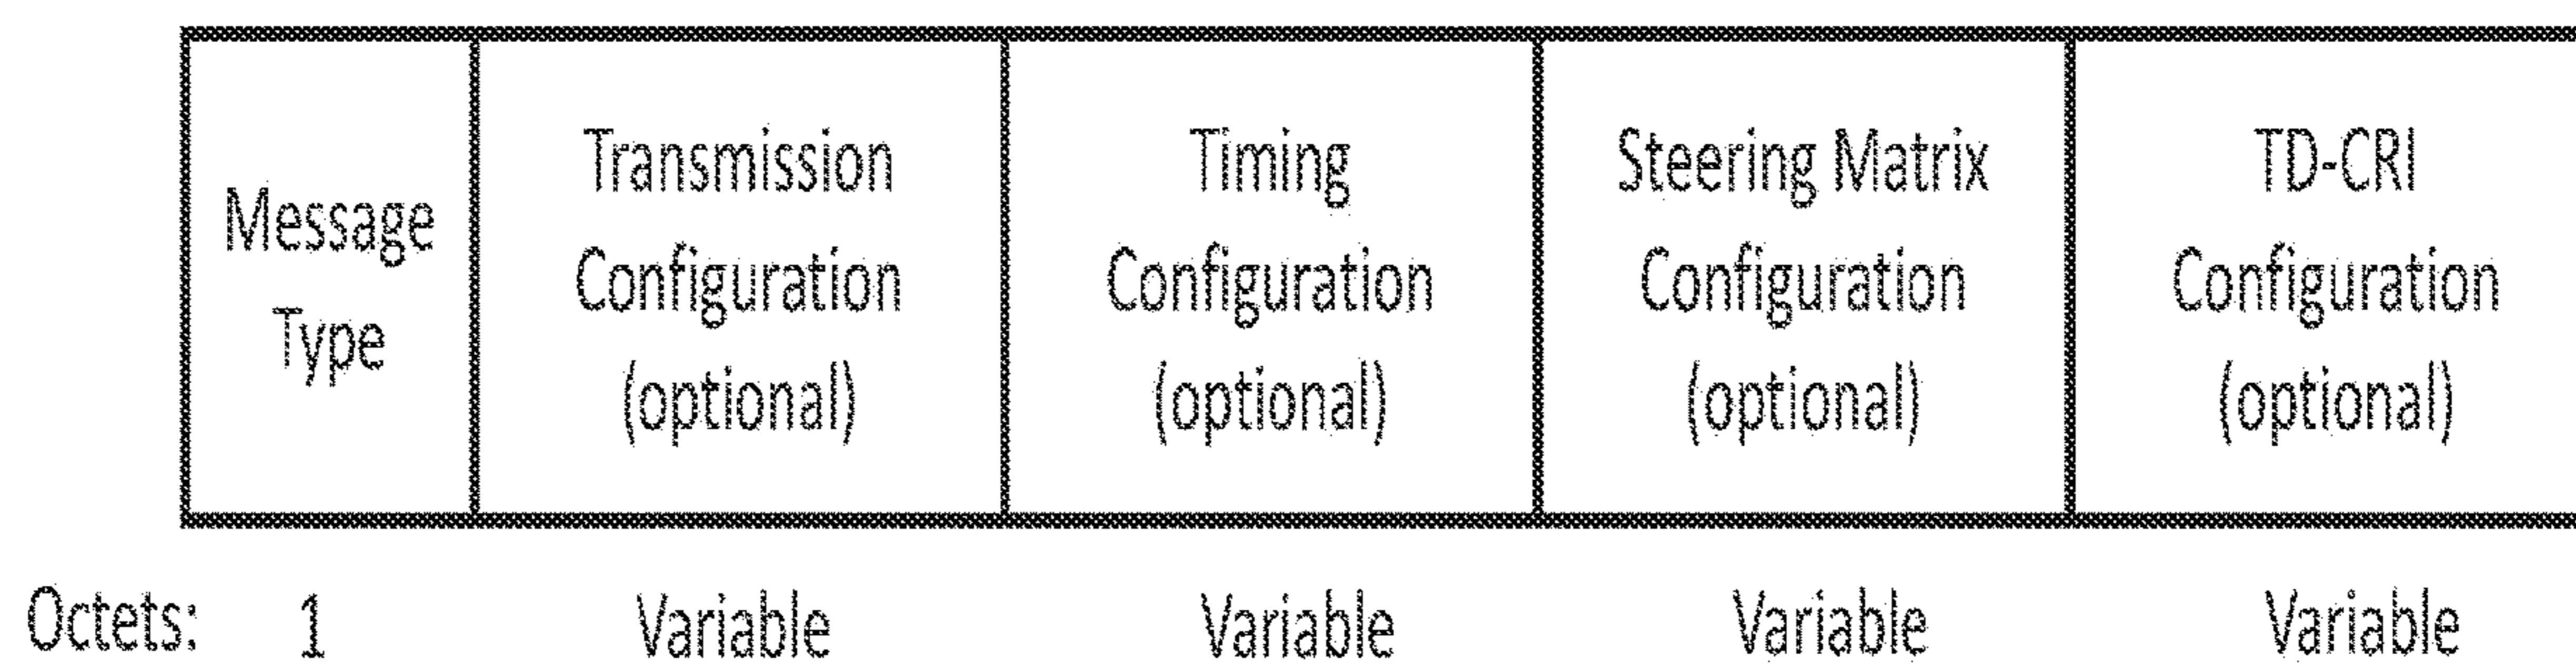 Message
Type
Transmission
Configuration
(optional)
Timing
Configuration
(optional)
Steering Matrix
Configuration
(optional)
TD-CRI
Configuration
(optional)
Octets: 1 Variable Variable Variable Variable